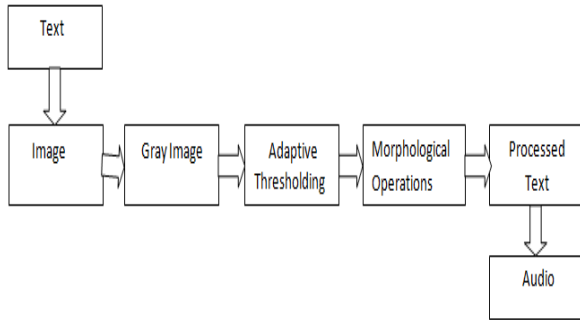 Text
Image
Gray Image
Adaptive
Thresholding
Morphological
Operations
Processed
Text
Audio